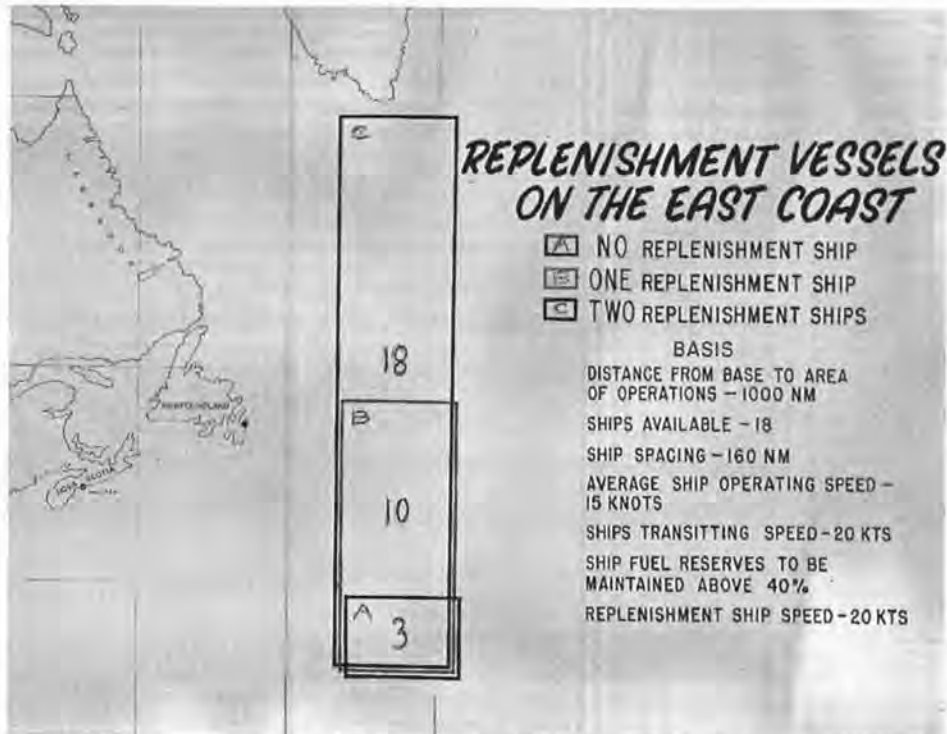 C
REPLENISHMENT VESSELS
ON THE EAST COAST
A NO REPLENISHMENT SHIP
B ONE REPLENISHMENT SHIP
C TWO REPLENISHMENT SHIPS
BASIS
DISTANCE FROM BASE TO AREA
OF OPERATIONS - 1000 NM
SHIPS AVAILABLE - 18
SHIP SPACING - 160 NM
AVERAGE SHIP OPERATING SPEED -
15 KNOTS
SHIPS TRANSITTING SPEED - 20 KTS
SHIP FUEL RESERVES TO BE
MAINTAINED ABOVE 40%
REPLENISHMENT SHIP SPEED - 20 KTS
18
B
10
A
3
NEWFOUNDLAND
NOVA SCOTIA